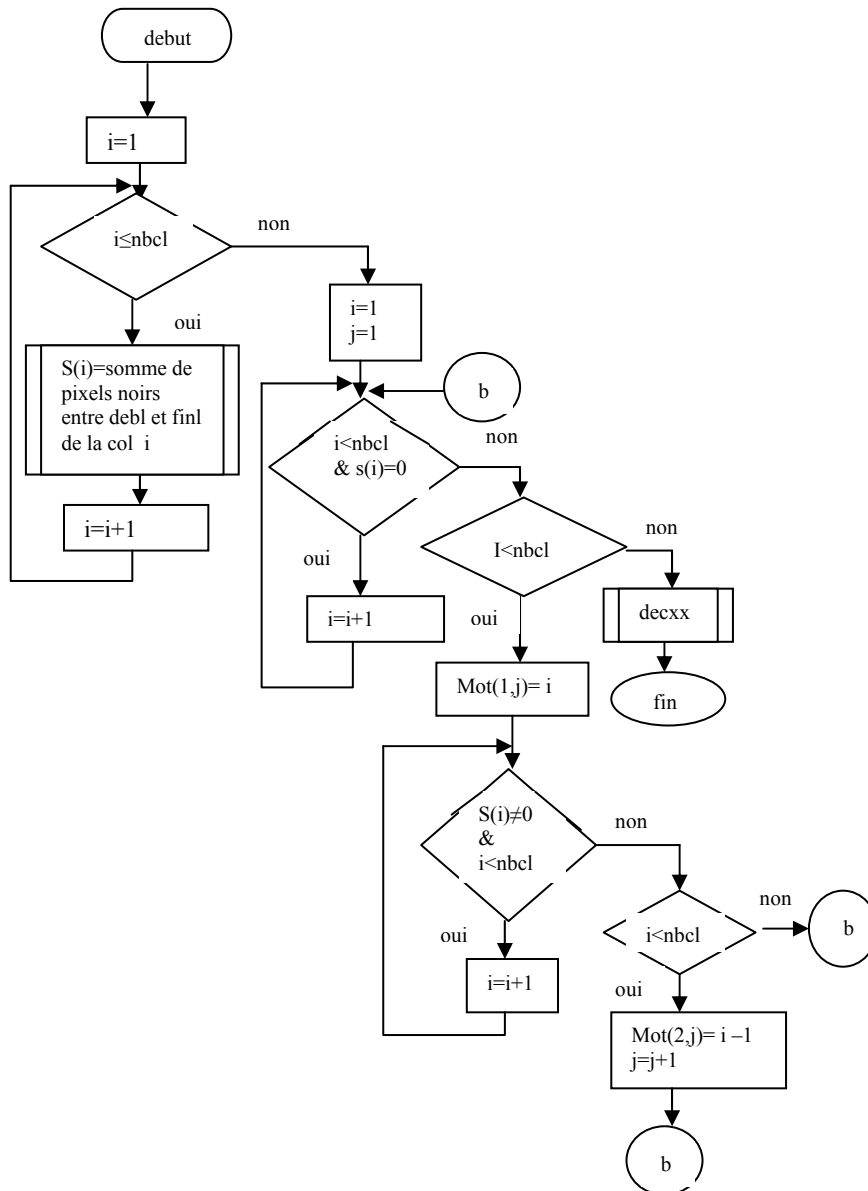 debut
i=1
i≤nbcl
non
oui
S(i)=somme de
pixels noirs
entre debl et finl
de la col i
i=i+1
i=1
j=1
b
i<nbcl
& s(i)=0
non
oui
i=i+1
I<nbcl
non
oui
decxx
fin
Mot(1,j)= i
S(i)≠0
&
i<nbcl
non
oui
i=i+1
i<nbcl
non
b
oui
Mot(2,j)= i –1
j=j+1
b